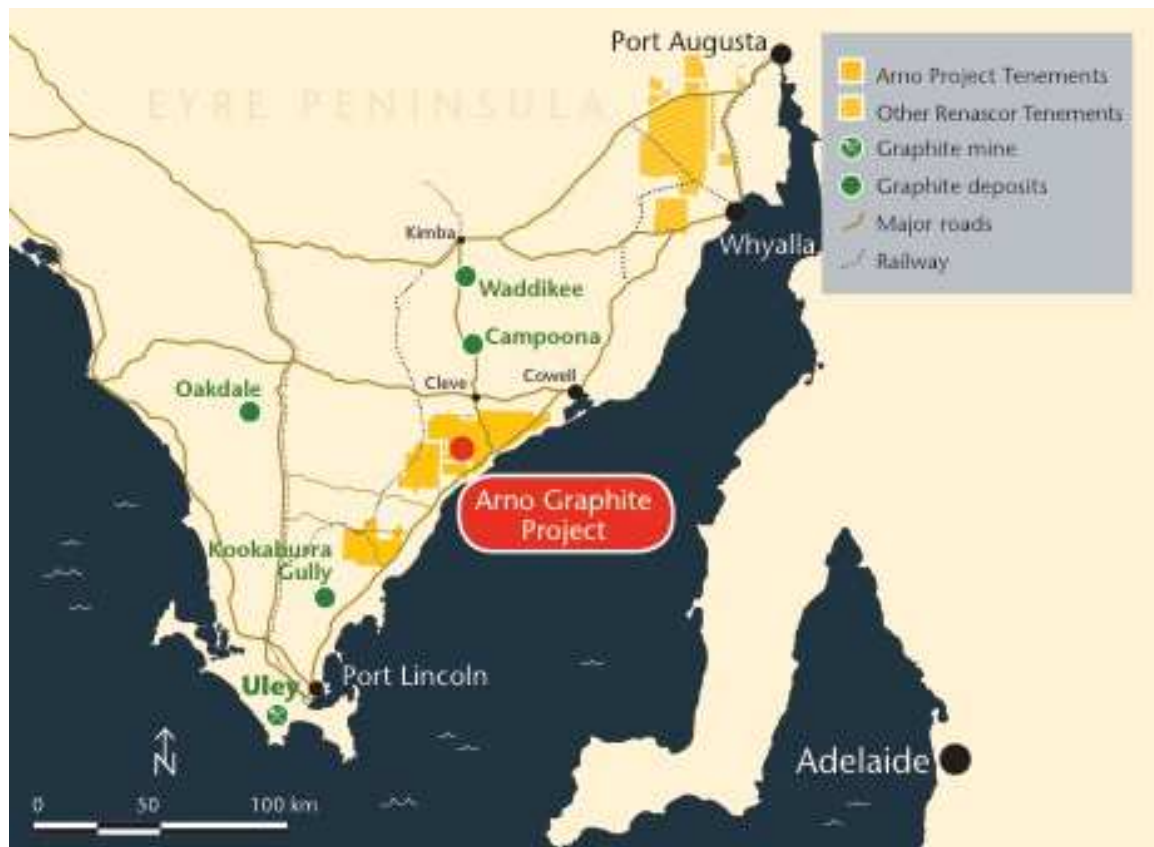 Port Augusta
EYRE PENINSULA
Arno Project Tenements
Other Renascor Tenements
Graphite mine
Graphite deposits
Major roads
Railway
Kimba
Whyalla
Waddikee
Campoona
Cleve
Cowell
Oakdale
Arno Graphite
Project
Kookaburra
Gully
Port Lincoln
Uley
N
Adelaide
0 50 100 km